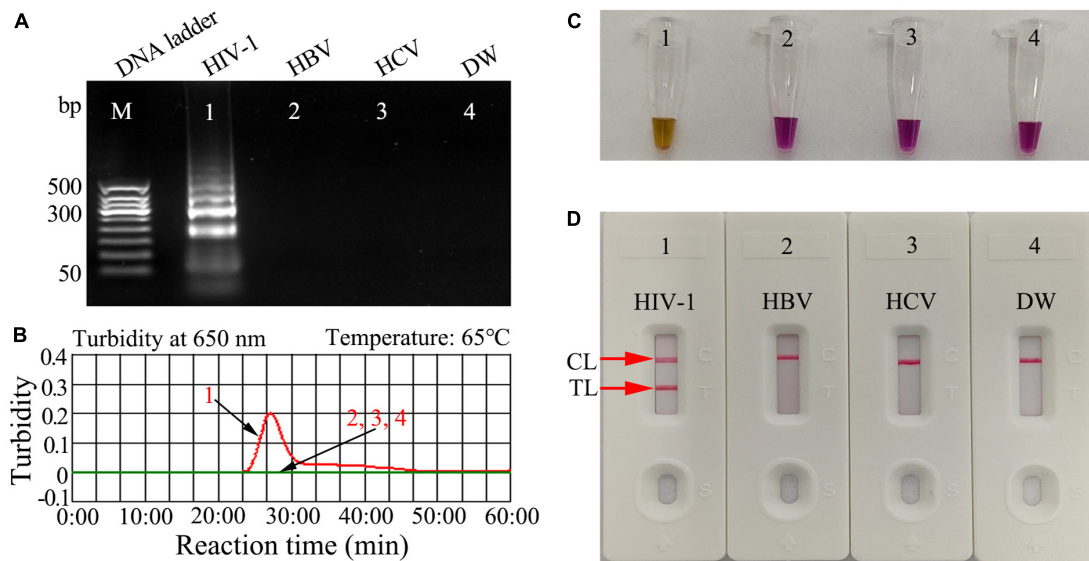 A
DNA ladder
HIV-1
HBV
HCV
DW
bp
M
1
2
3
4
500
300
50
B
Turbidity at 650 nm
Temperature: 65℃
0.4
0.3
0.2
0.1
0
-0.1
Turbidity
1
2, 3, 4
0:00
10:00
20:00
30:00
40:00
50:00
60:00
Reaction time (min)
C
1
2
3
4
D
1
2
3
4
HIV-1
HBV
HCV
DW
CL
TL
C
T
S
C
T
S
C
T
S
C
T
S